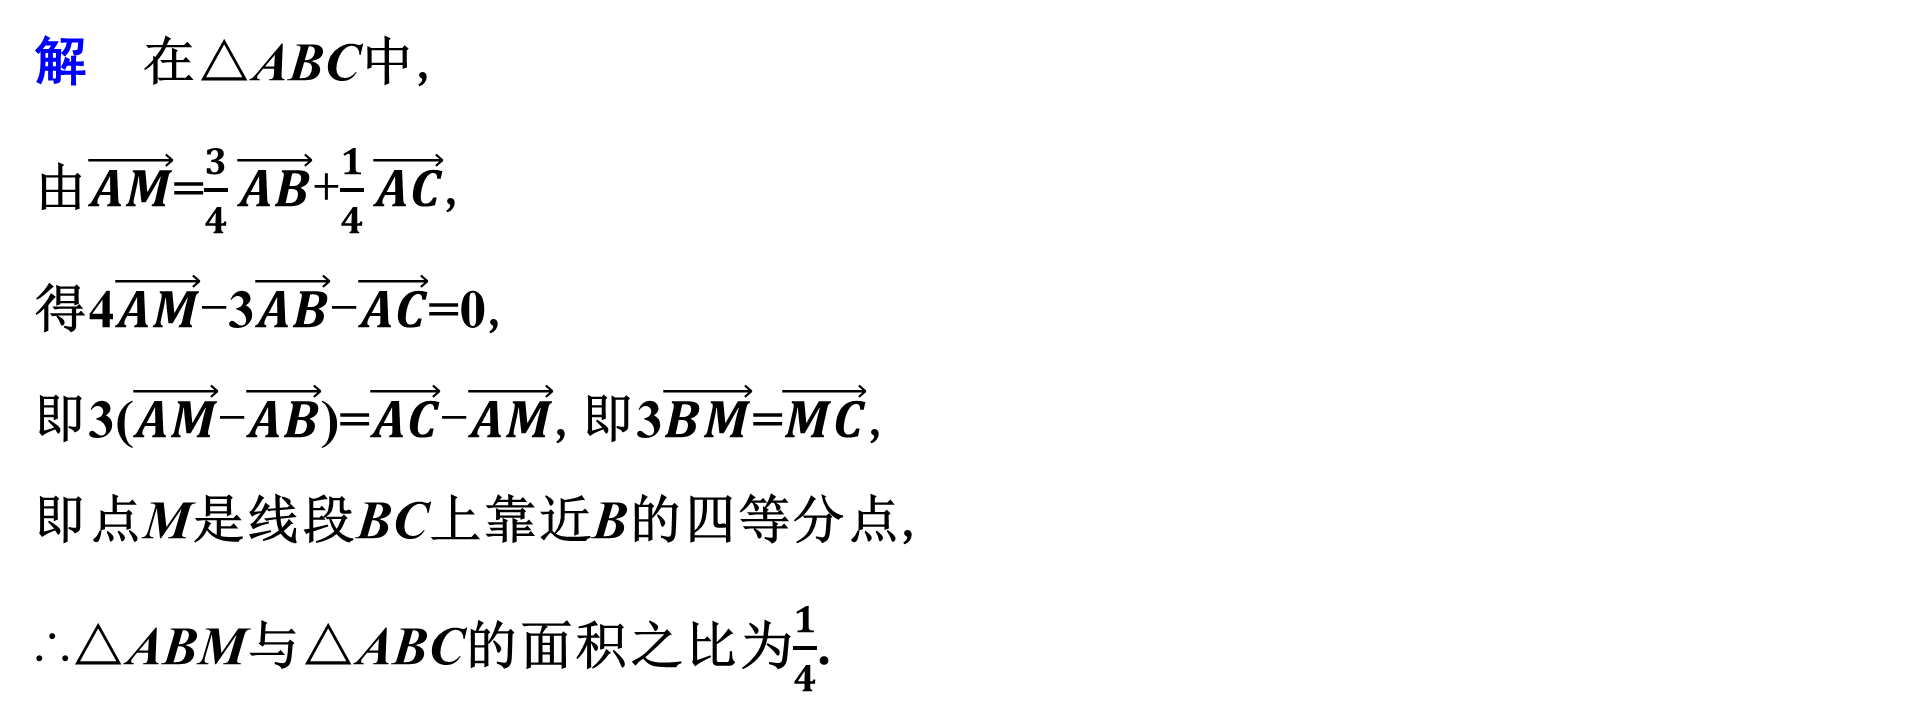 解 在△ABC中,
由$\overrightarrow{AM}=\frac{3}{4}\overrightarrow{AB}+\frac{1}{4}\overrightarrow{AC}$,
得$4\overrightarrow{AM}-3\overrightarrow{AB}-\overrightarrow{AC}=0$,
即$3(\overrightarrow{AM}-\overrightarrow{AB})=\overrightarrow{AC}-\overrightarrow{AM}$, 即$3\overrightarrow{BM}=\overrightarrow{MC}$,
即点M是线段BC上靠近B的四等分点,
∴△ABM与△ABC的面积之比为$\frac{1}{4}$.